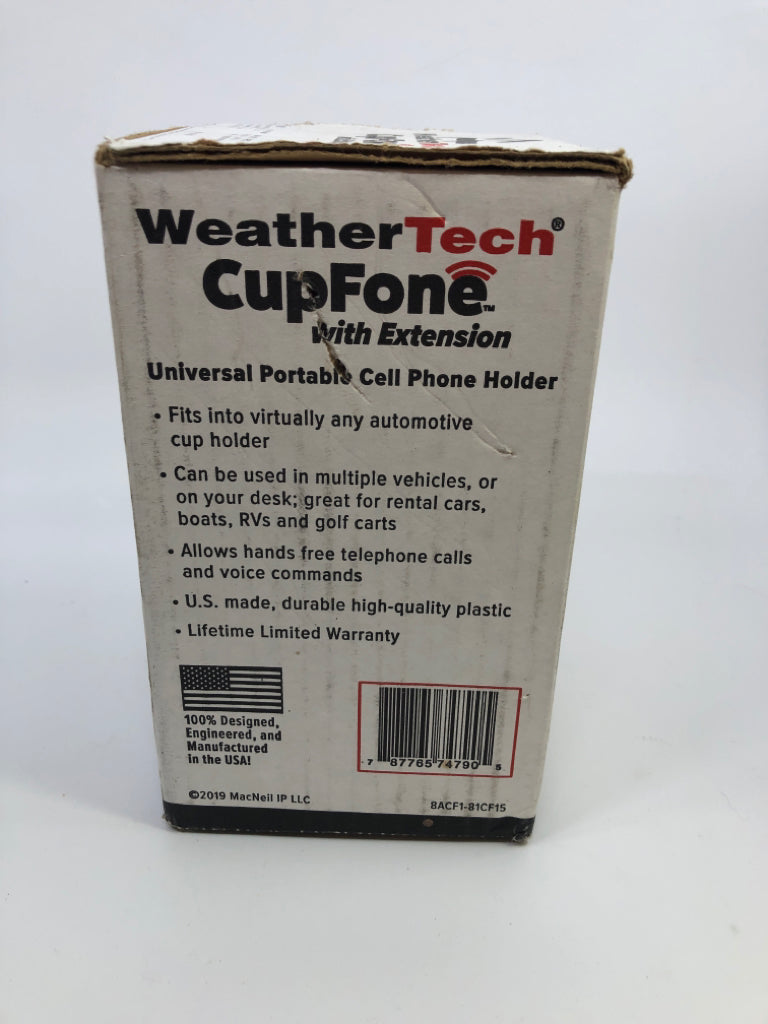 WeatherTech®
CupFone™
with Extension
Universal Portable Cell Phone Holder
• Fits into virtually any automotive
cup holder
• Can be used in multiple vehicles, or
on your desk; great for rental cars,
boats, RVs and golf carts
• Allows hands free telephone calls
and voice commands
• U.S. made, durable high-quality plastic
• Lifetime Limited Warranty
100% Designed,
Engineered, and
Manufactured
in the USA!
7 87765 74790 5
©2019 MacNeil IP LLC
8ACF1-81CF15